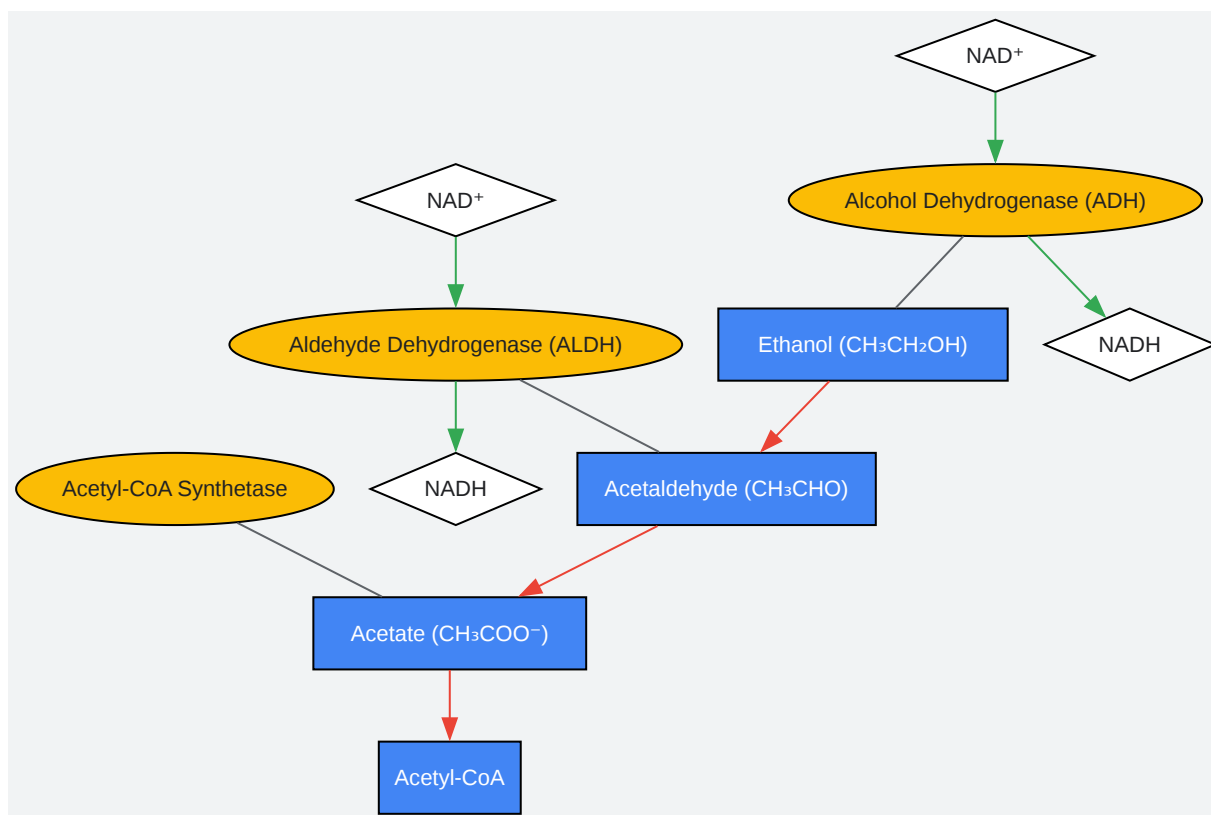 NAD⁺
NAD⁺
Alcohol Dehydrogenase (ADH)
Aldehyde Dehydrogenase (ALDH)
Ethanol (CH₃CH₂OH)
NADH
Acetyl-CoA Synthetase
NADH
Acetaldehyde (CH₃CHO)
Acetate (CH₃COO⁻)
Acetyl-CoA